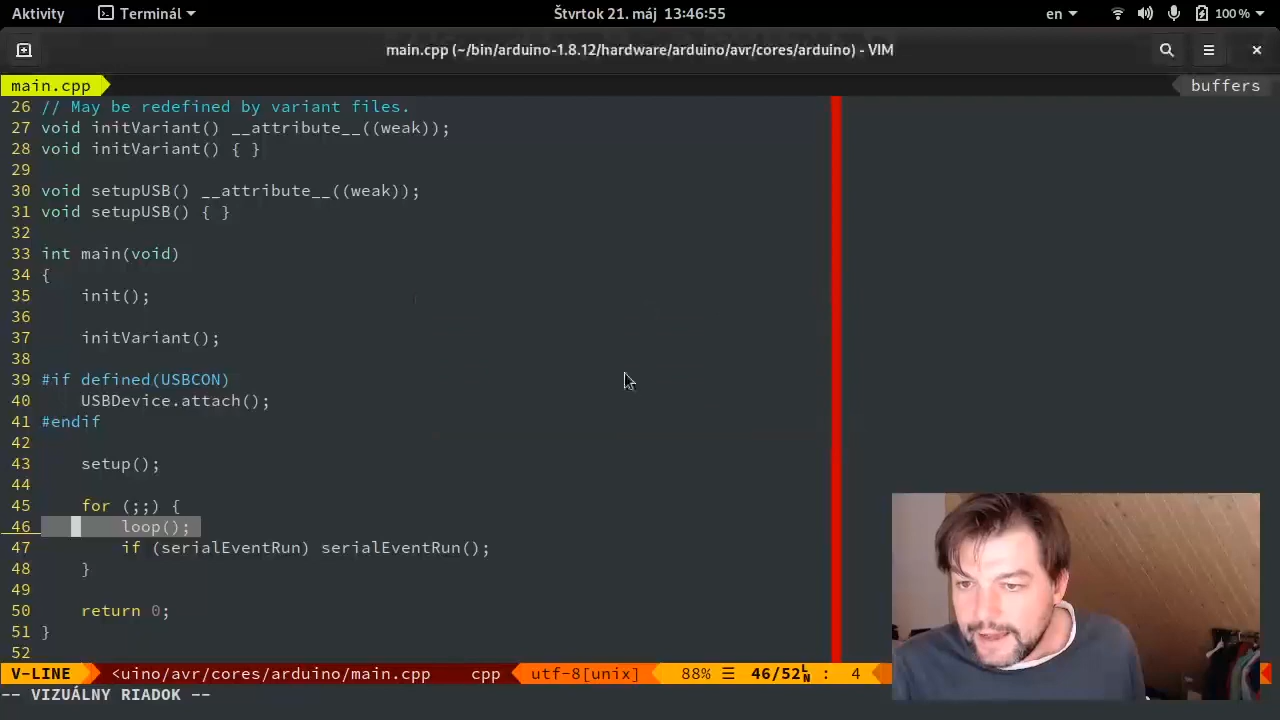 Aktivity Terminál Štvrtok 21. máj 13:46:55 en 100 %
main.cpp (~/bin/arduino-1.8.12/hardware/arduino/avr/cores/arduino) - VIM
main.cpp buffers
26 // May be redefined by variant files.
27 void initVariant() __attribute__((weak));
28 void initVariant() { }
29
30 void setupUSB() __attribute__((weak));
31 void setupUSB() { }
32
33 int main(void)
34 {
35     init();
36
37     initVariant();
38
39 #if defined(USBCON)
40     USBDevice.attach();
41 #endif
42
43     setup();
44
45     for (;;) {
46         loop();
47         if (serialEventRun) serialEventRun();
48     }
49
50     return 0;
51 }
52
V-LINE <uino/avr/cores/arduino/main.cpp cpp utf-8[unix] 88% ☰ 46/52 LN : 4
-- VIZUÁLNY RIADOK --